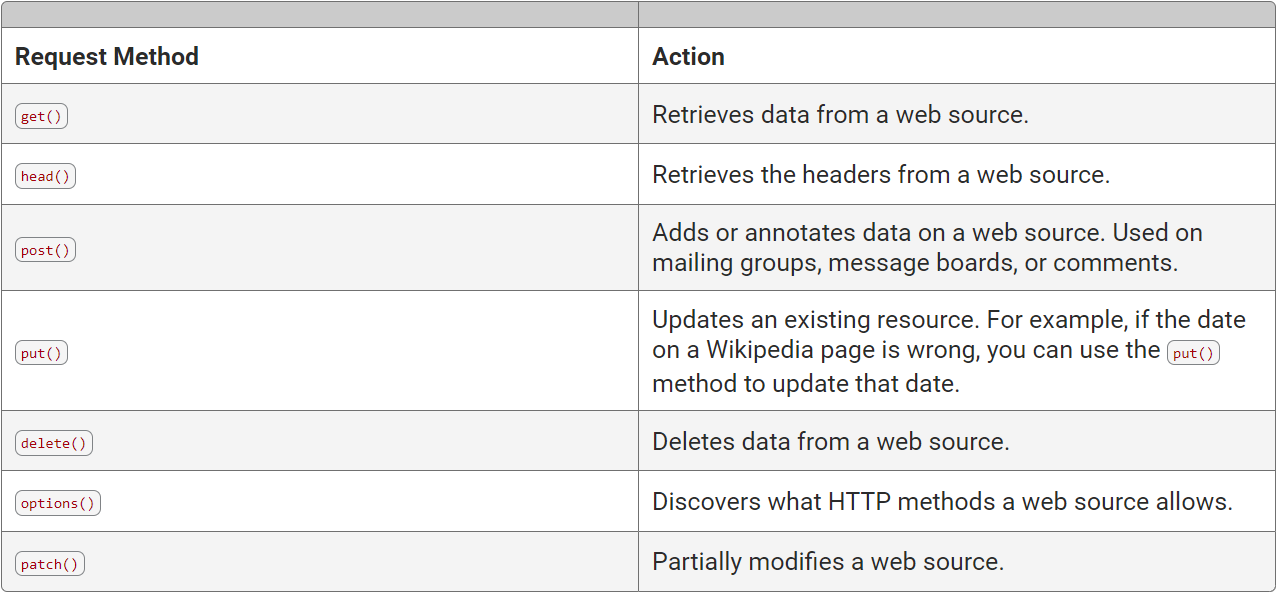 Request Method
Action
get()
Retrieves data from a web source.
head()
Retrieves the headers from a web source.
post()
Adds or annotates data on a web source. Used on
mailing groups, message boards, or comments.
put()
Updates an existing resource. For example, if the date
on a Wikipedia page is wrong, you can use the put()
method to update that date.
delete()
Deletes data from a web source.
options()
Discovers what HTTP methods a web source allows.
patch()
Partially modifies a web source.